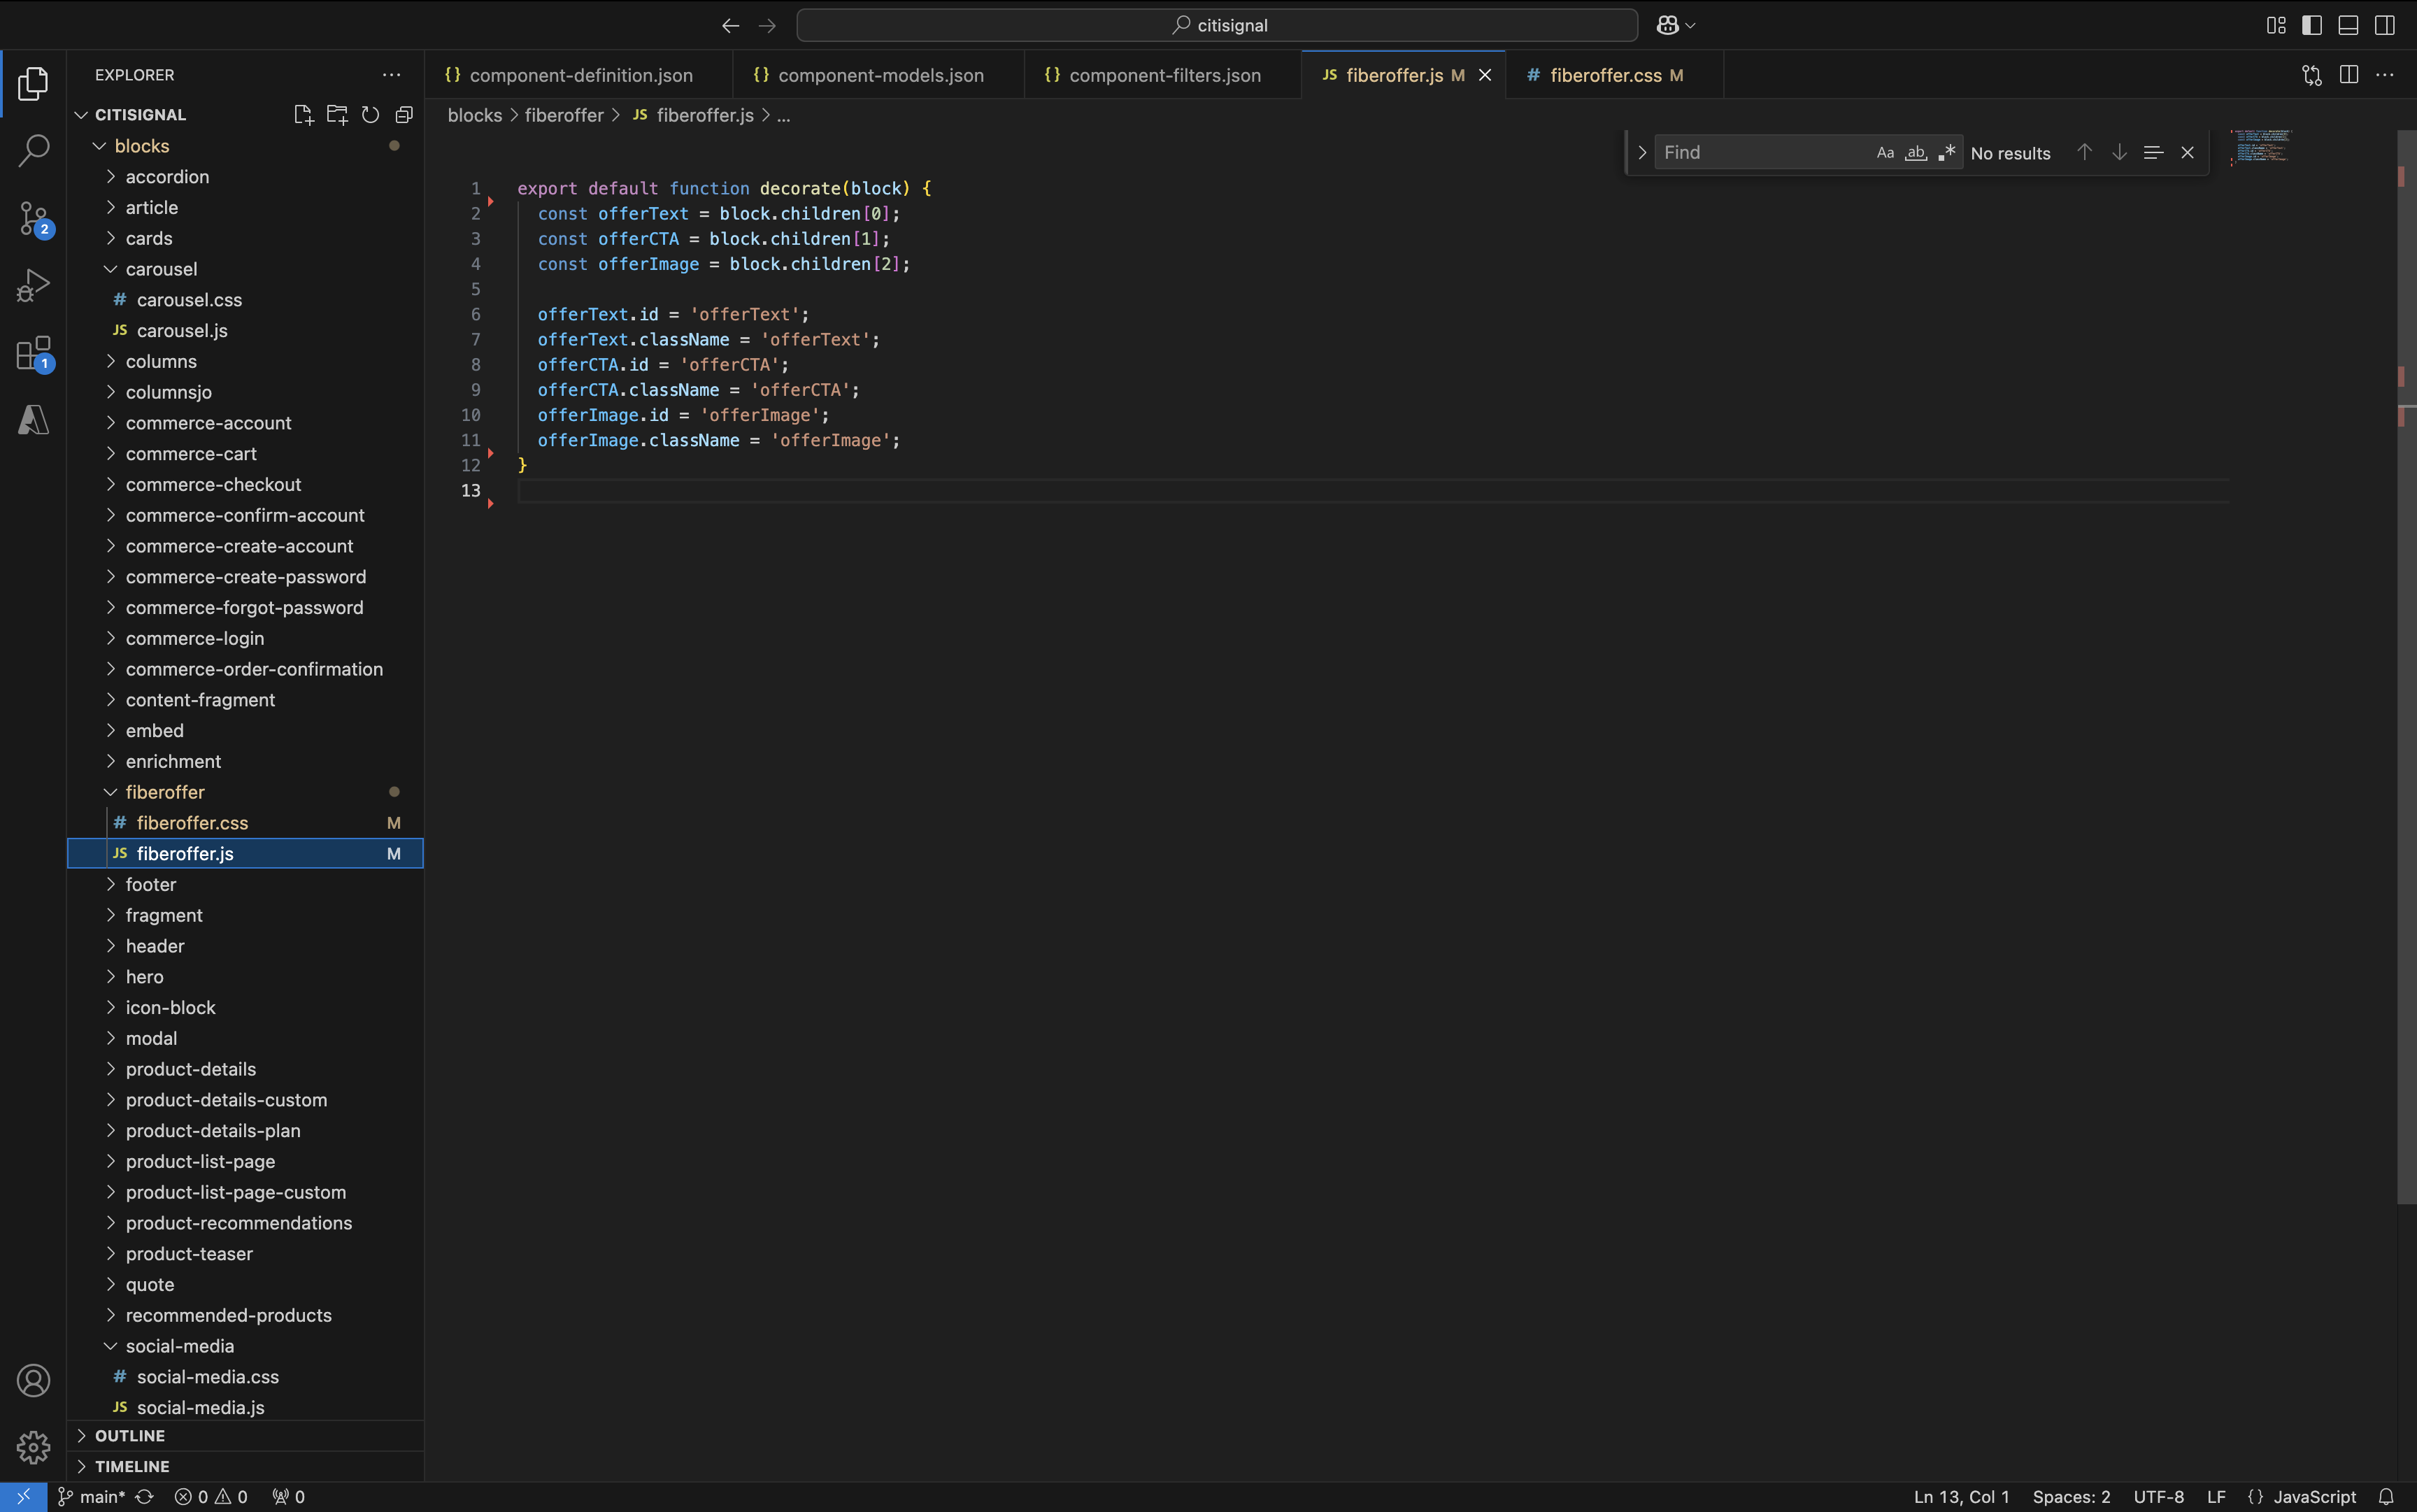 citisignal
EXPLORER
{} component-definition.json
{} component-models.json
{} component-filters.json
JS fiberoffer.js M
# fiberoffer.css M
CITISIGNAL
blocks > fiberoffer > JS fiberoffer.js > ...
Find
Aa
ab
.*
No results
blocks
accordion
article
cards
carousel
# carousel.css
JS carousel.js
columns
columnsjo
commerce-account
commerce-cart
commerce-checkout
commerce-confirm-account
commerce-create-account
commerce-create-password
commerce-forgot-password
commerce-login
commerce-order-confirmation
content-fragment
embed
enrichment
fiberoffer
# fiberoffer.css M
JS fiberoffer.js M
footer
fragment
header
hero
icon-block
modal
product-details
product-details-custom
product-details-plan
product-list-page
product-list-page-custom
product-recommendations
product-teaser
quote
recommended-products
social-media
# social-media.css
JS social-media.js
OUTLINE
TIMELINE
2
1
1 export default function decorate(block) {
2 const offerText = block.children[0];
3 const offerCTA = block.children[1];
4 const offerImage = block.children[2];
5
6 offerText.id = 'offerText';
7 offerText.className = 'offerText';
8 offerCTA.id = 'offerCTA';
9 offerCTA.className = 'offerCTA';
10 offerImage.id = 'offerImage';
11 offerImage.className = 'offerImage';
12 }
13
main* 0 0 0
Ln 13, Col 1 Spaces: 2 UTF-8 LF {} JavaScript